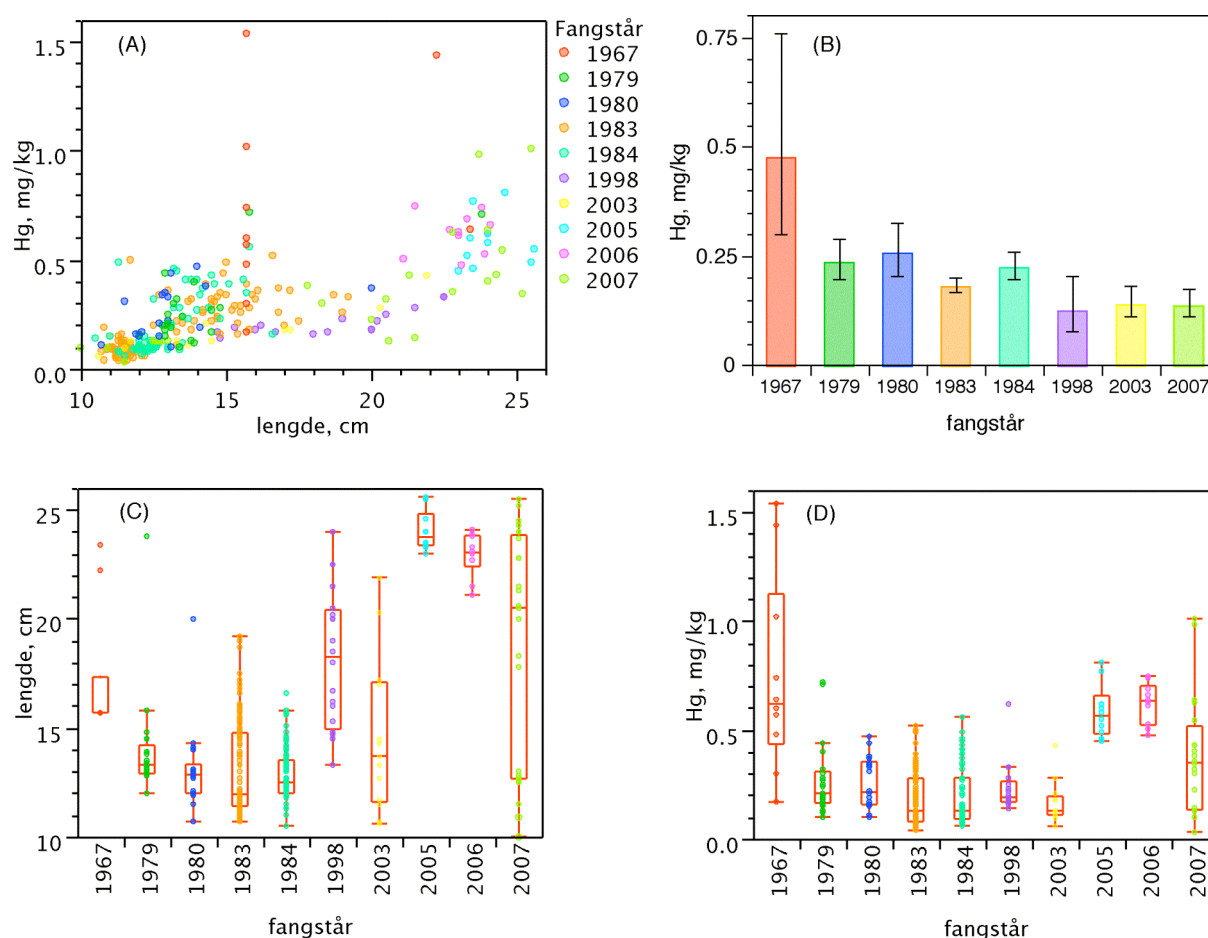 (A)
Hg, mg/kg
1.5
1.0
0.5
0.0
10
15
20
25
lengde, cm
Fangstår
1967
1979
1980
1983
1984
1998
2003
2005
2006
2007
(B)
Hg, mg/kg
0.75
0.5
0.25
0
1967 1979 1980 1983 1984 1998 2003 2007
fangstår
(C)
lengde, cm
25
20
15
10
1967 1979 1980 1983 1984 1998 2003 2005 2006 2007
fangstår
(D)
Hg, mg/kg
1.5
1.0
0.5
0.0
1967 1979 1980 1983 1984 1998 2003 2005 2006 2007
fangstår